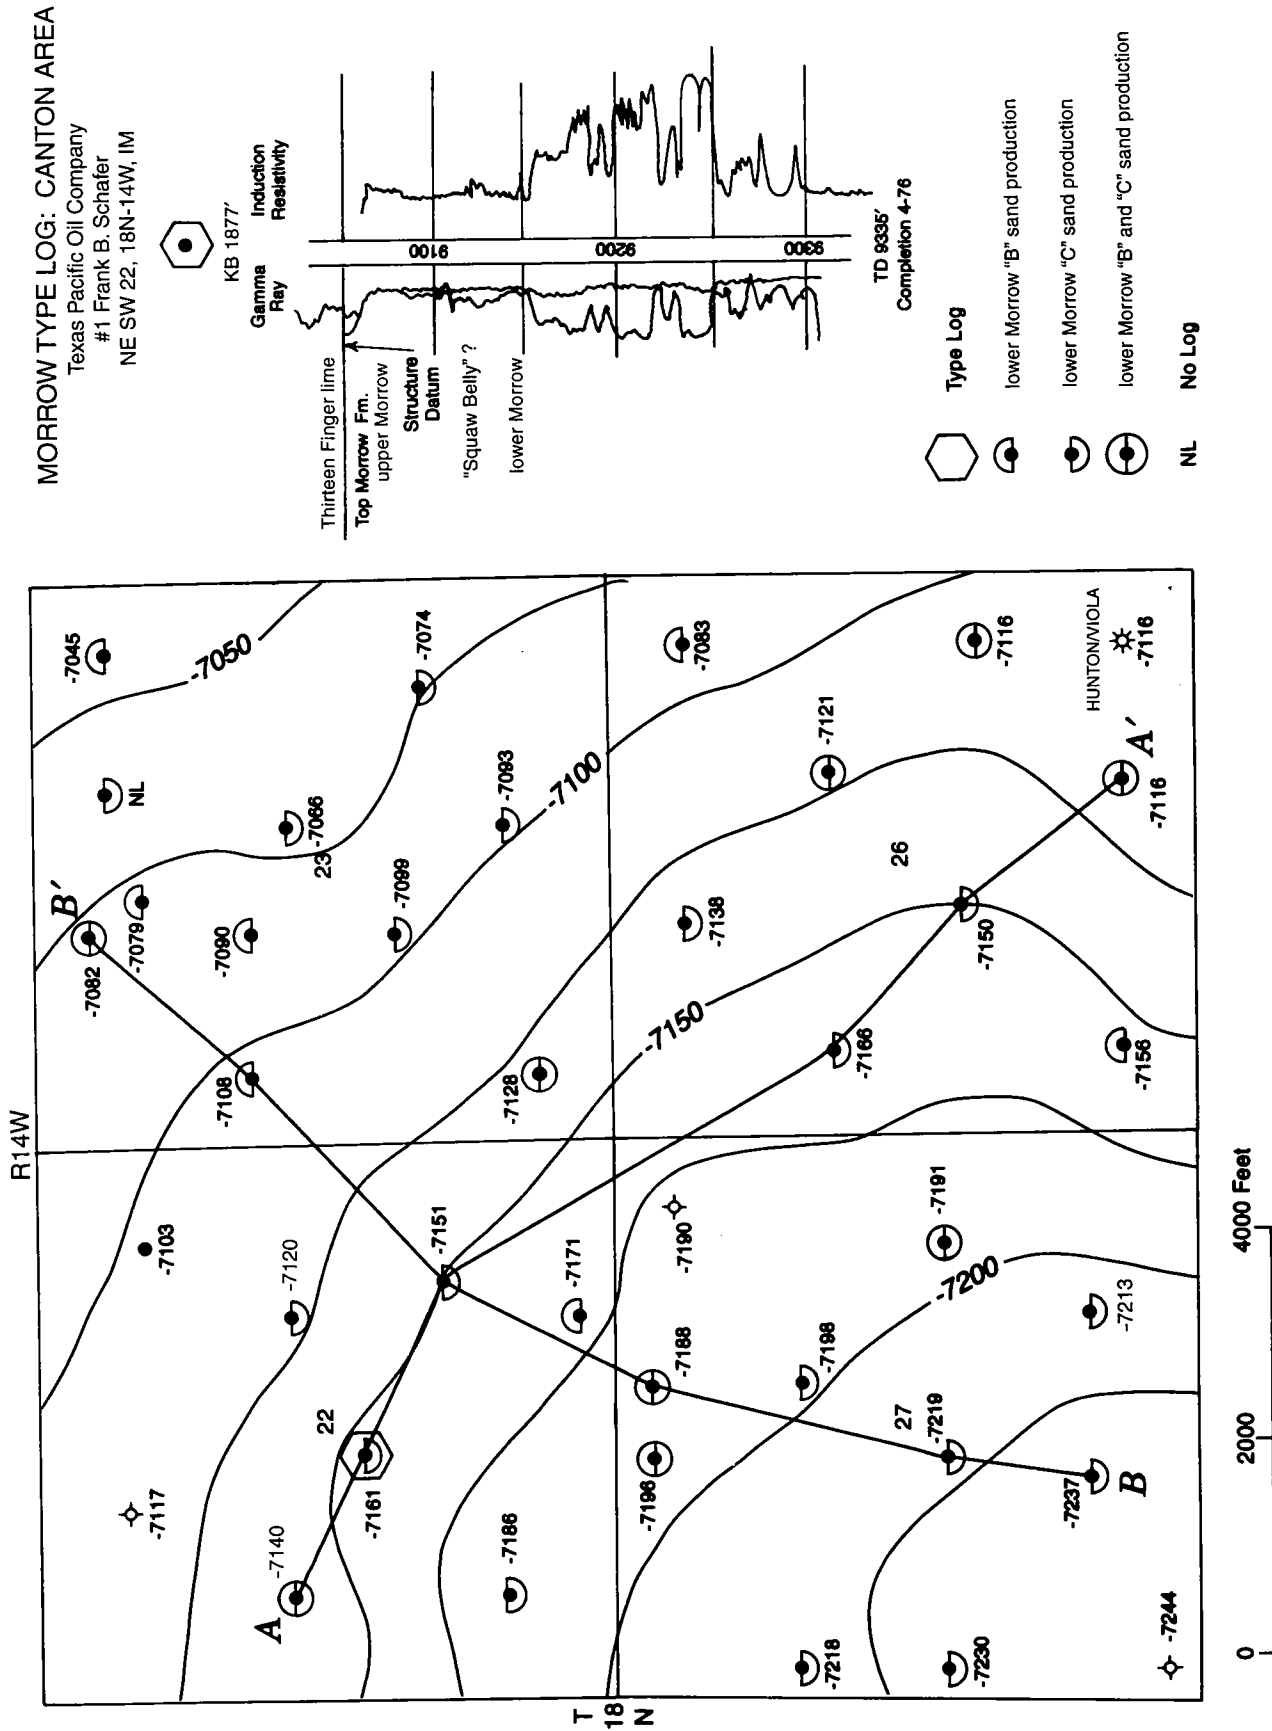 MORROW TYPE LOG: CANTON AREA
Texas Pacific Oil Company
#1 Frank B. Schafer
NE SW 22, 18N-14W, IM
KB 1877′
Gamma
Ray
Induction
Resistivity
Thirteen Finger lime
Top Morrow Fm.
upper Morrow
Structure
Datum
"Squaw Belly" ?
lower Morrow
9100
9200
9300
TD 9335′
Completion 4-76
Type Log
lower Morrow "B" sand production
lower Morrow "C" sand production
lower Morrow "B" and "C" sand production
NL No Log
R14W
T
18
N
-7045
-7050
NL
-7074
B′
-7082
-7079
-7066
23
-7090
-7099
-7093
-7100
-7108
-7103
-7128
-7120
-7151
-7171
22
-7117
-7161
-7140
A
-7186
-7083
-7121
-7116
HUNTON/VIOLA
-7116
A′
-7116
26
-7138
-7150
-7150
-7166
-7156
-7190
-7191
-7200
-7188
-7198
-7213
-7196
27
-7219
-7237
B
-7218
-7230
-7244
0 2000 4000 Feet